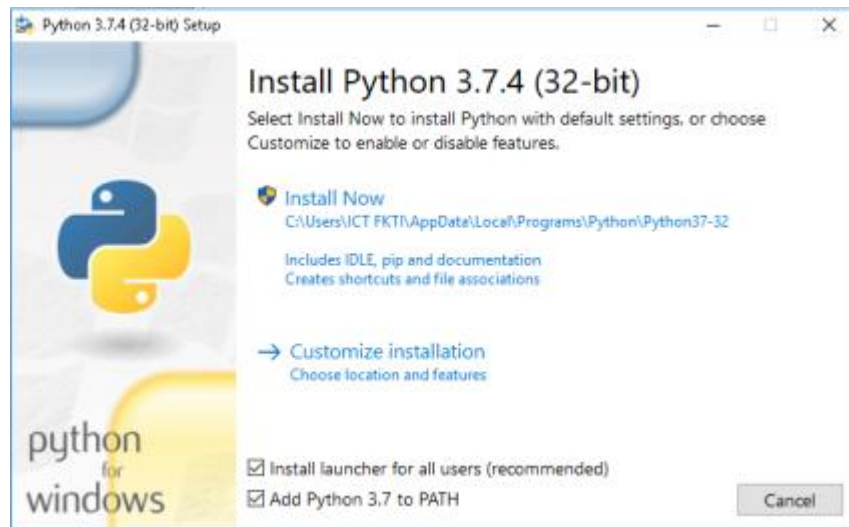 Python 3.7.4 (32-bit) Setup
Install Python 3.7.4 (32-bit)
Select Install Now to install Python with default settings, or choose
Customize to enable or disable features.
Install Now
C:\Users\ICT FKTI\AppData\Local\Programs\Python\Python37-32
Includes IDLE, pip and documentation
Creates shortcuts and file associations
Customize installation
Choose location and features
python
for
windows
Install launcher for all users (recommended)
Add Python 3.7 to PATH
Cancel